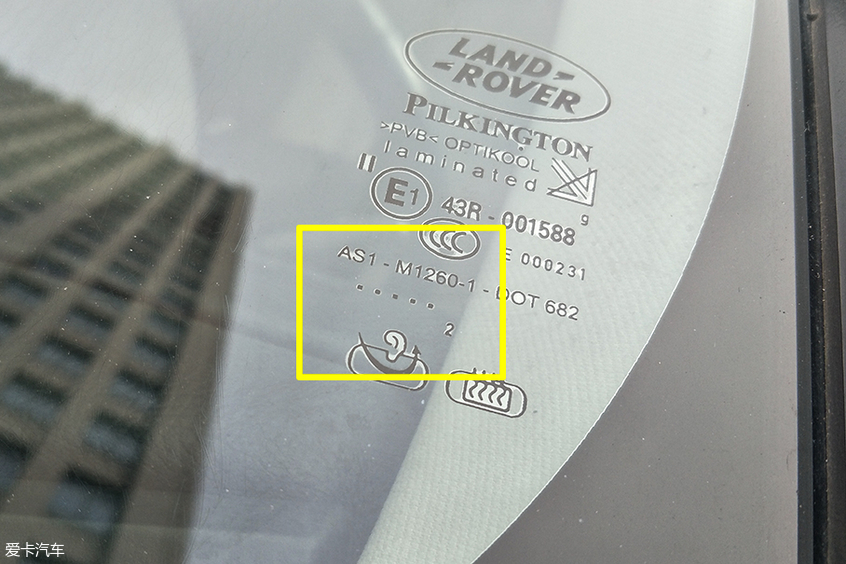 LAND
ROVER
PILKINGTON
>PVB< OPTIKOOL
laminated
II
E1 43R - 001588
g
CCC E 000231
AS1 - M1260-1 - DOT 682
..... 2
爱卡汽车